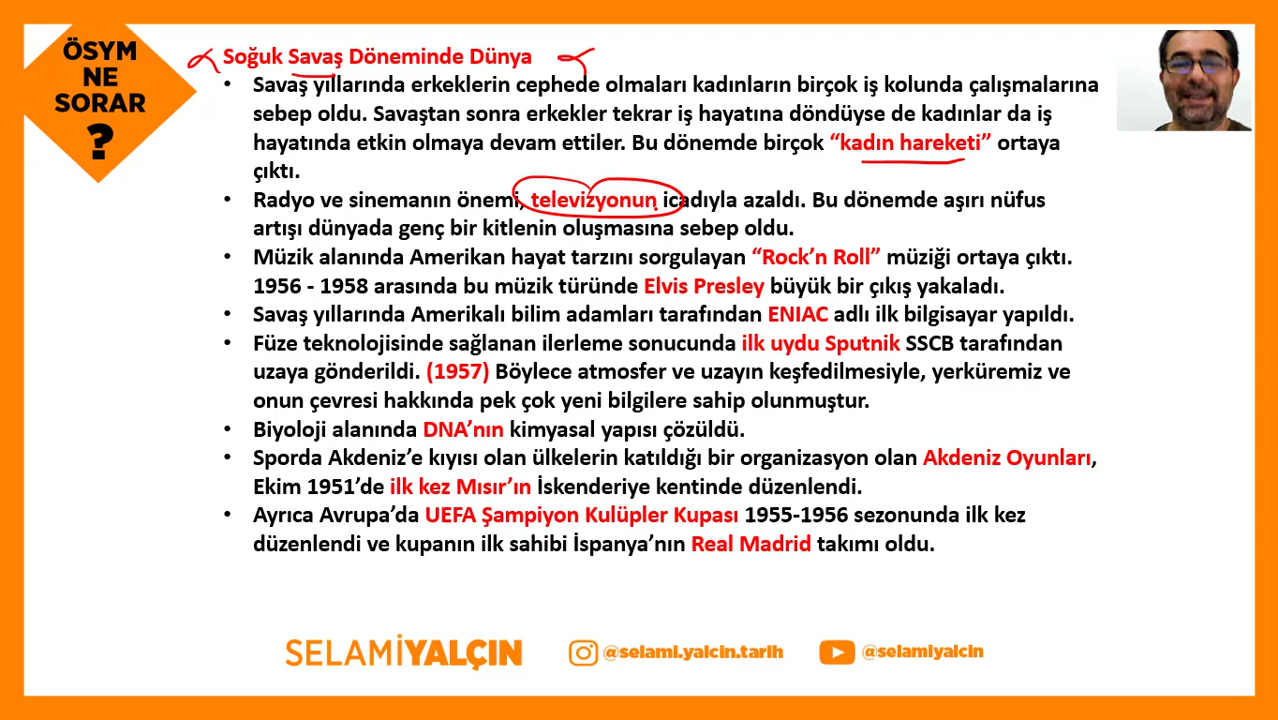 ÖSYM
NE
SORAR
?
Soğuk Savaş Döneminde Dünya
• Savaş yıllarında erkeklerin cephede olmaları kadınların birçok iş kolunda çalışmalarına
sebep oldu. Savaştan sonra erkekler tekrar iş hayatına döndüyse de kadınlar da iş
hayatında etkin olmaya devam ettiler. Bu dönemde birçok “kadın hareketi” ortaya
çıktı.
• Radyo ve sinemanın önemi, televizyonun icadıyla azaldı. Bu dönemde aşırı nüfus
artışı dünyada genç bir kitlenin oluşmasına sebep oldu.
• Müzik alanında Amerikan hayat tarzını sorgulayan “Rock’n Roll” müziği ortaya çıktı.
1956 - 1958 arasında bu müzik türünde Elvis Presley büyük bir çıkış yakaladı.
• Savaş yıllarında Amerikalı bilim adamları tarafından ENIAC adlı ilk bilgisayar yapıldı.
• Füze teknolojisinde sağlanan ilerleme sonucunda ilk uydu Sputnik SSCB tarafından
uzaya gönderildi. (1957) Böylece atmosfer ve uzayın keşfedilmesiyle, yerküremiz ve
onun çevresi hakkında pek çok yeni bilgilere sahip olunmuştur.
• Biyoloji alanında DNA’nın kimyasal yapısı çözüldü.
• Sporda Akdeniz’e kıyısı olan ülkelerin katıldığı bir organizasyon olan Akdeniz Oyunları,
Ekim 1951’de ilk kez Mısır’ın İskenderiye kentinde düzenlendi.
• Ayrıca Avrupa’da UEFA Şampiyon Kulüpler Kupası 1955-1956 sezonunda ilk kez
düzenlendi ve kupanın ilk sahibi İspanya’nın Real Madrid takımı oldu.
SELAMİYALÇIN @selami.yalcin.tarih @selamiyalcin